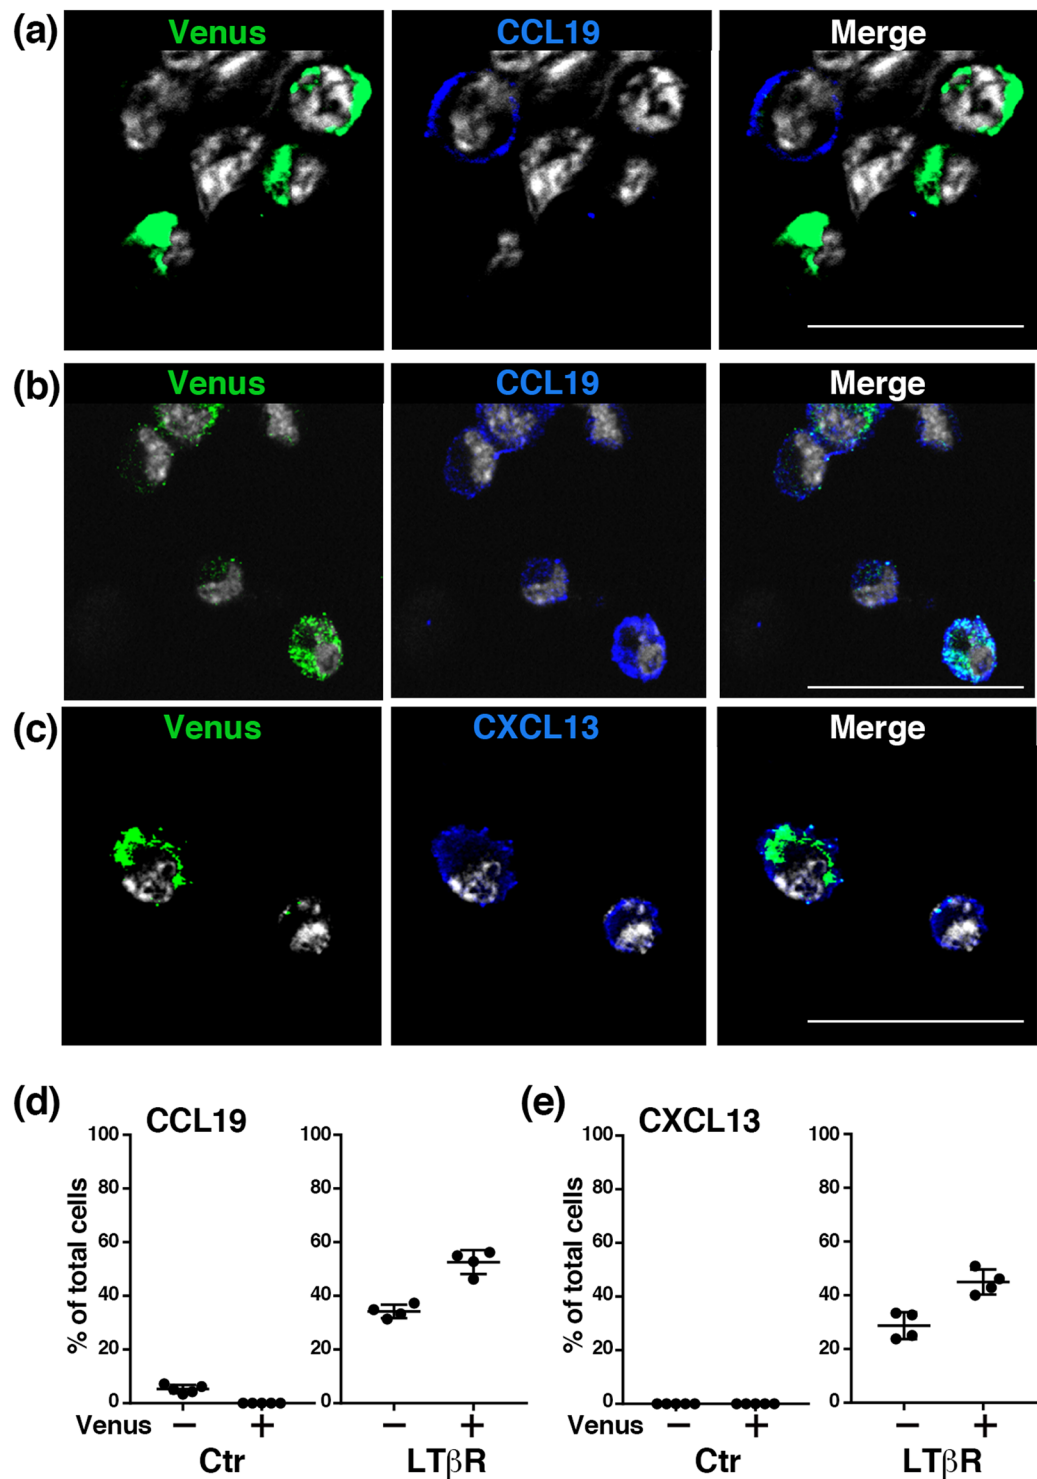 (a) Venus CCL19 Merge
(b) Venus CCL19 Merge
(c) Venus CXCL13 Merge
(d) CCL19
% of total cells
100
80
60
40
20
0
100
80
60
40
20
0
Venus − + − +
Ctr LTβR
(e) CXCL13
% of total cells
100
80
60
40
20
0
100
80
60
40
20
0
Venus − + − +
Ctr LTβR